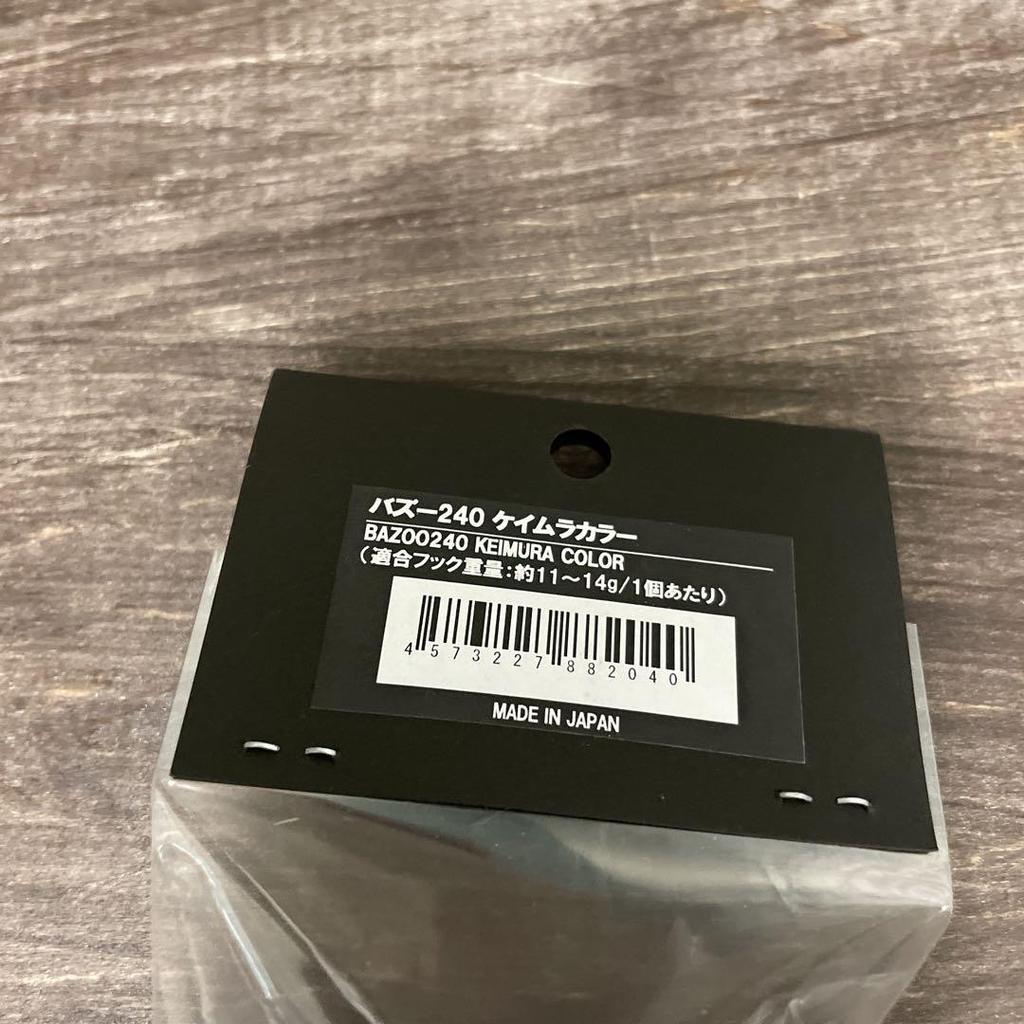 バズー240 ケイムラカラー
BAZOO240 KEIMURA COLOR
(適合フック重量:約11～14g/1個あたり)
4573227882040
MADE IN JAPAN